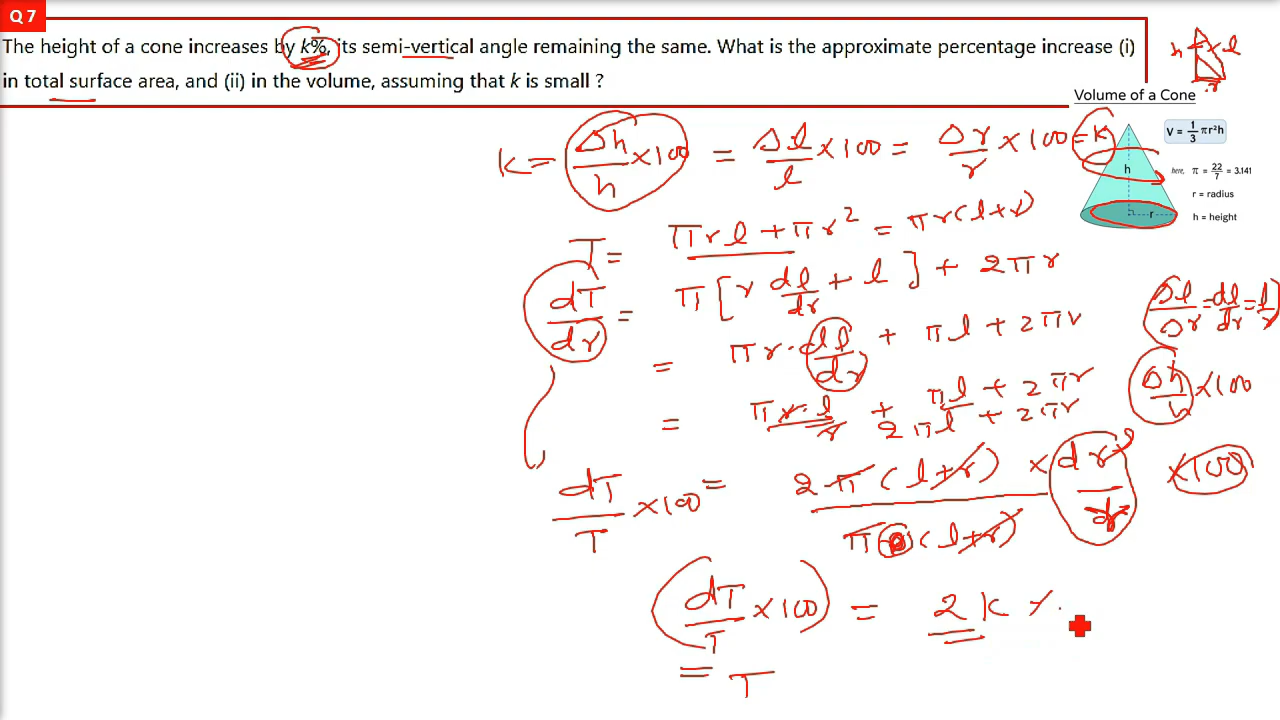 Q 7
The height of a cone increases by k%, its semi-vertical angle remaining the same. What is the approximate percentage increase (i)
in total surface area, and (ii) in the volume, assuming that k is small ?
h l
r
Volume of a Cone
V = 1/3 πr²h
here, π = 22/7 = 3.141
r = radius
h = height
h
r
K = Δh/h ×100 = Δl/l ×100 = Δr/r ×100 = K
T = πrl + πr² = πr(l+r)
dT/dr = π[r dl/dr + l] + 2πr
= πr · dl/dr + πl + 2πr
Δl/Δr = dl/dr = l/r
= πr·l/r + πl + 2πr
2πl + 2πr
Δh/h ×100
dT/T ×100 = 2π(l+r) × dr / π(l+r) ×100
dT/T ×100 = 2K %.
= T